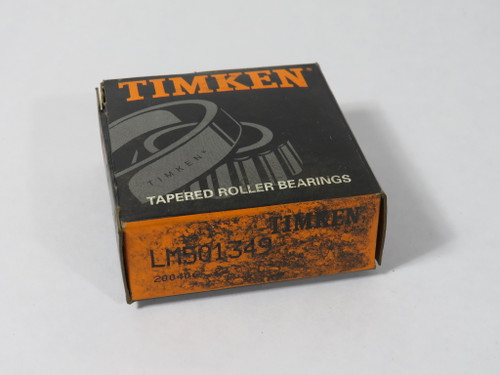 TIMKEN
TIMKEN
TAPERED ROLLER BEARINGS
TIMKEN
LM501349